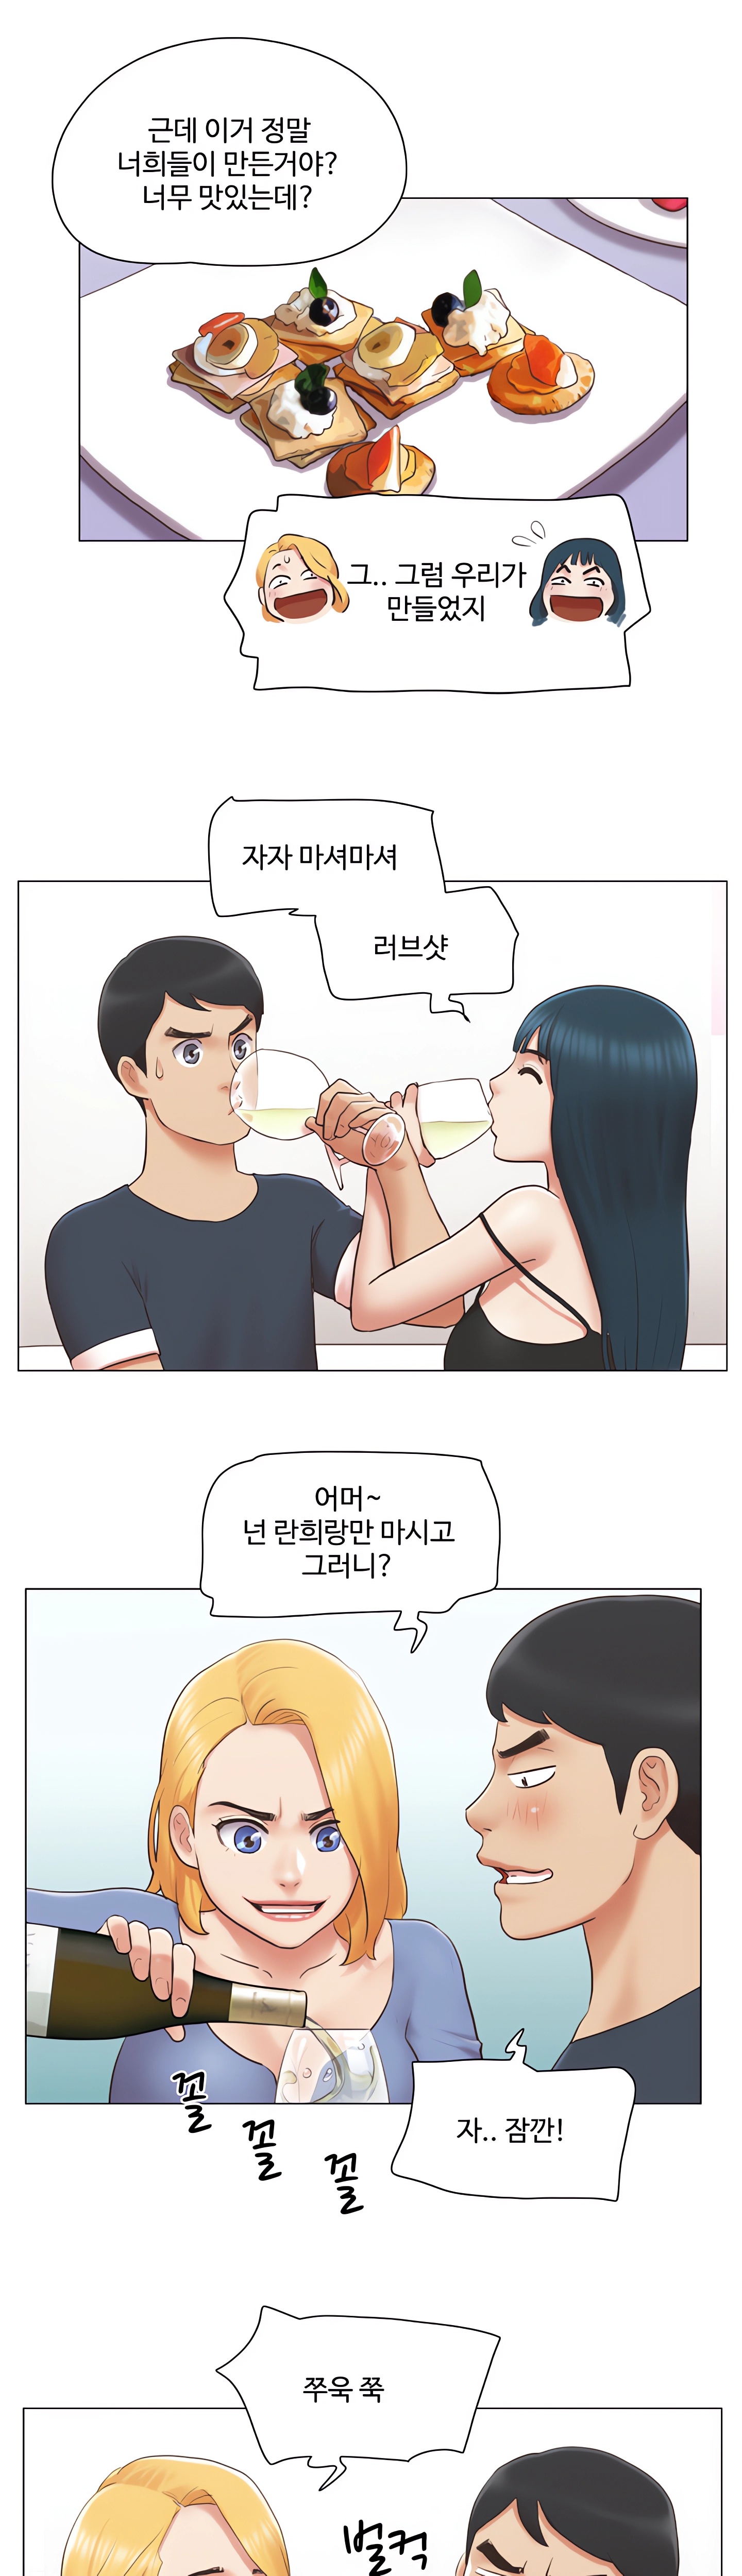 근데 이거 정말
너희들이 만든거야?
너무 맛있는데?
그.. 그럼 우리가
만들었지
자자 마셔마셔
러브샷
어머~
넌 란희랑만 마시고
그러니?
꼴
꼴
꼴
자.. 잠깐!
쭈욱 쭉
벌컥